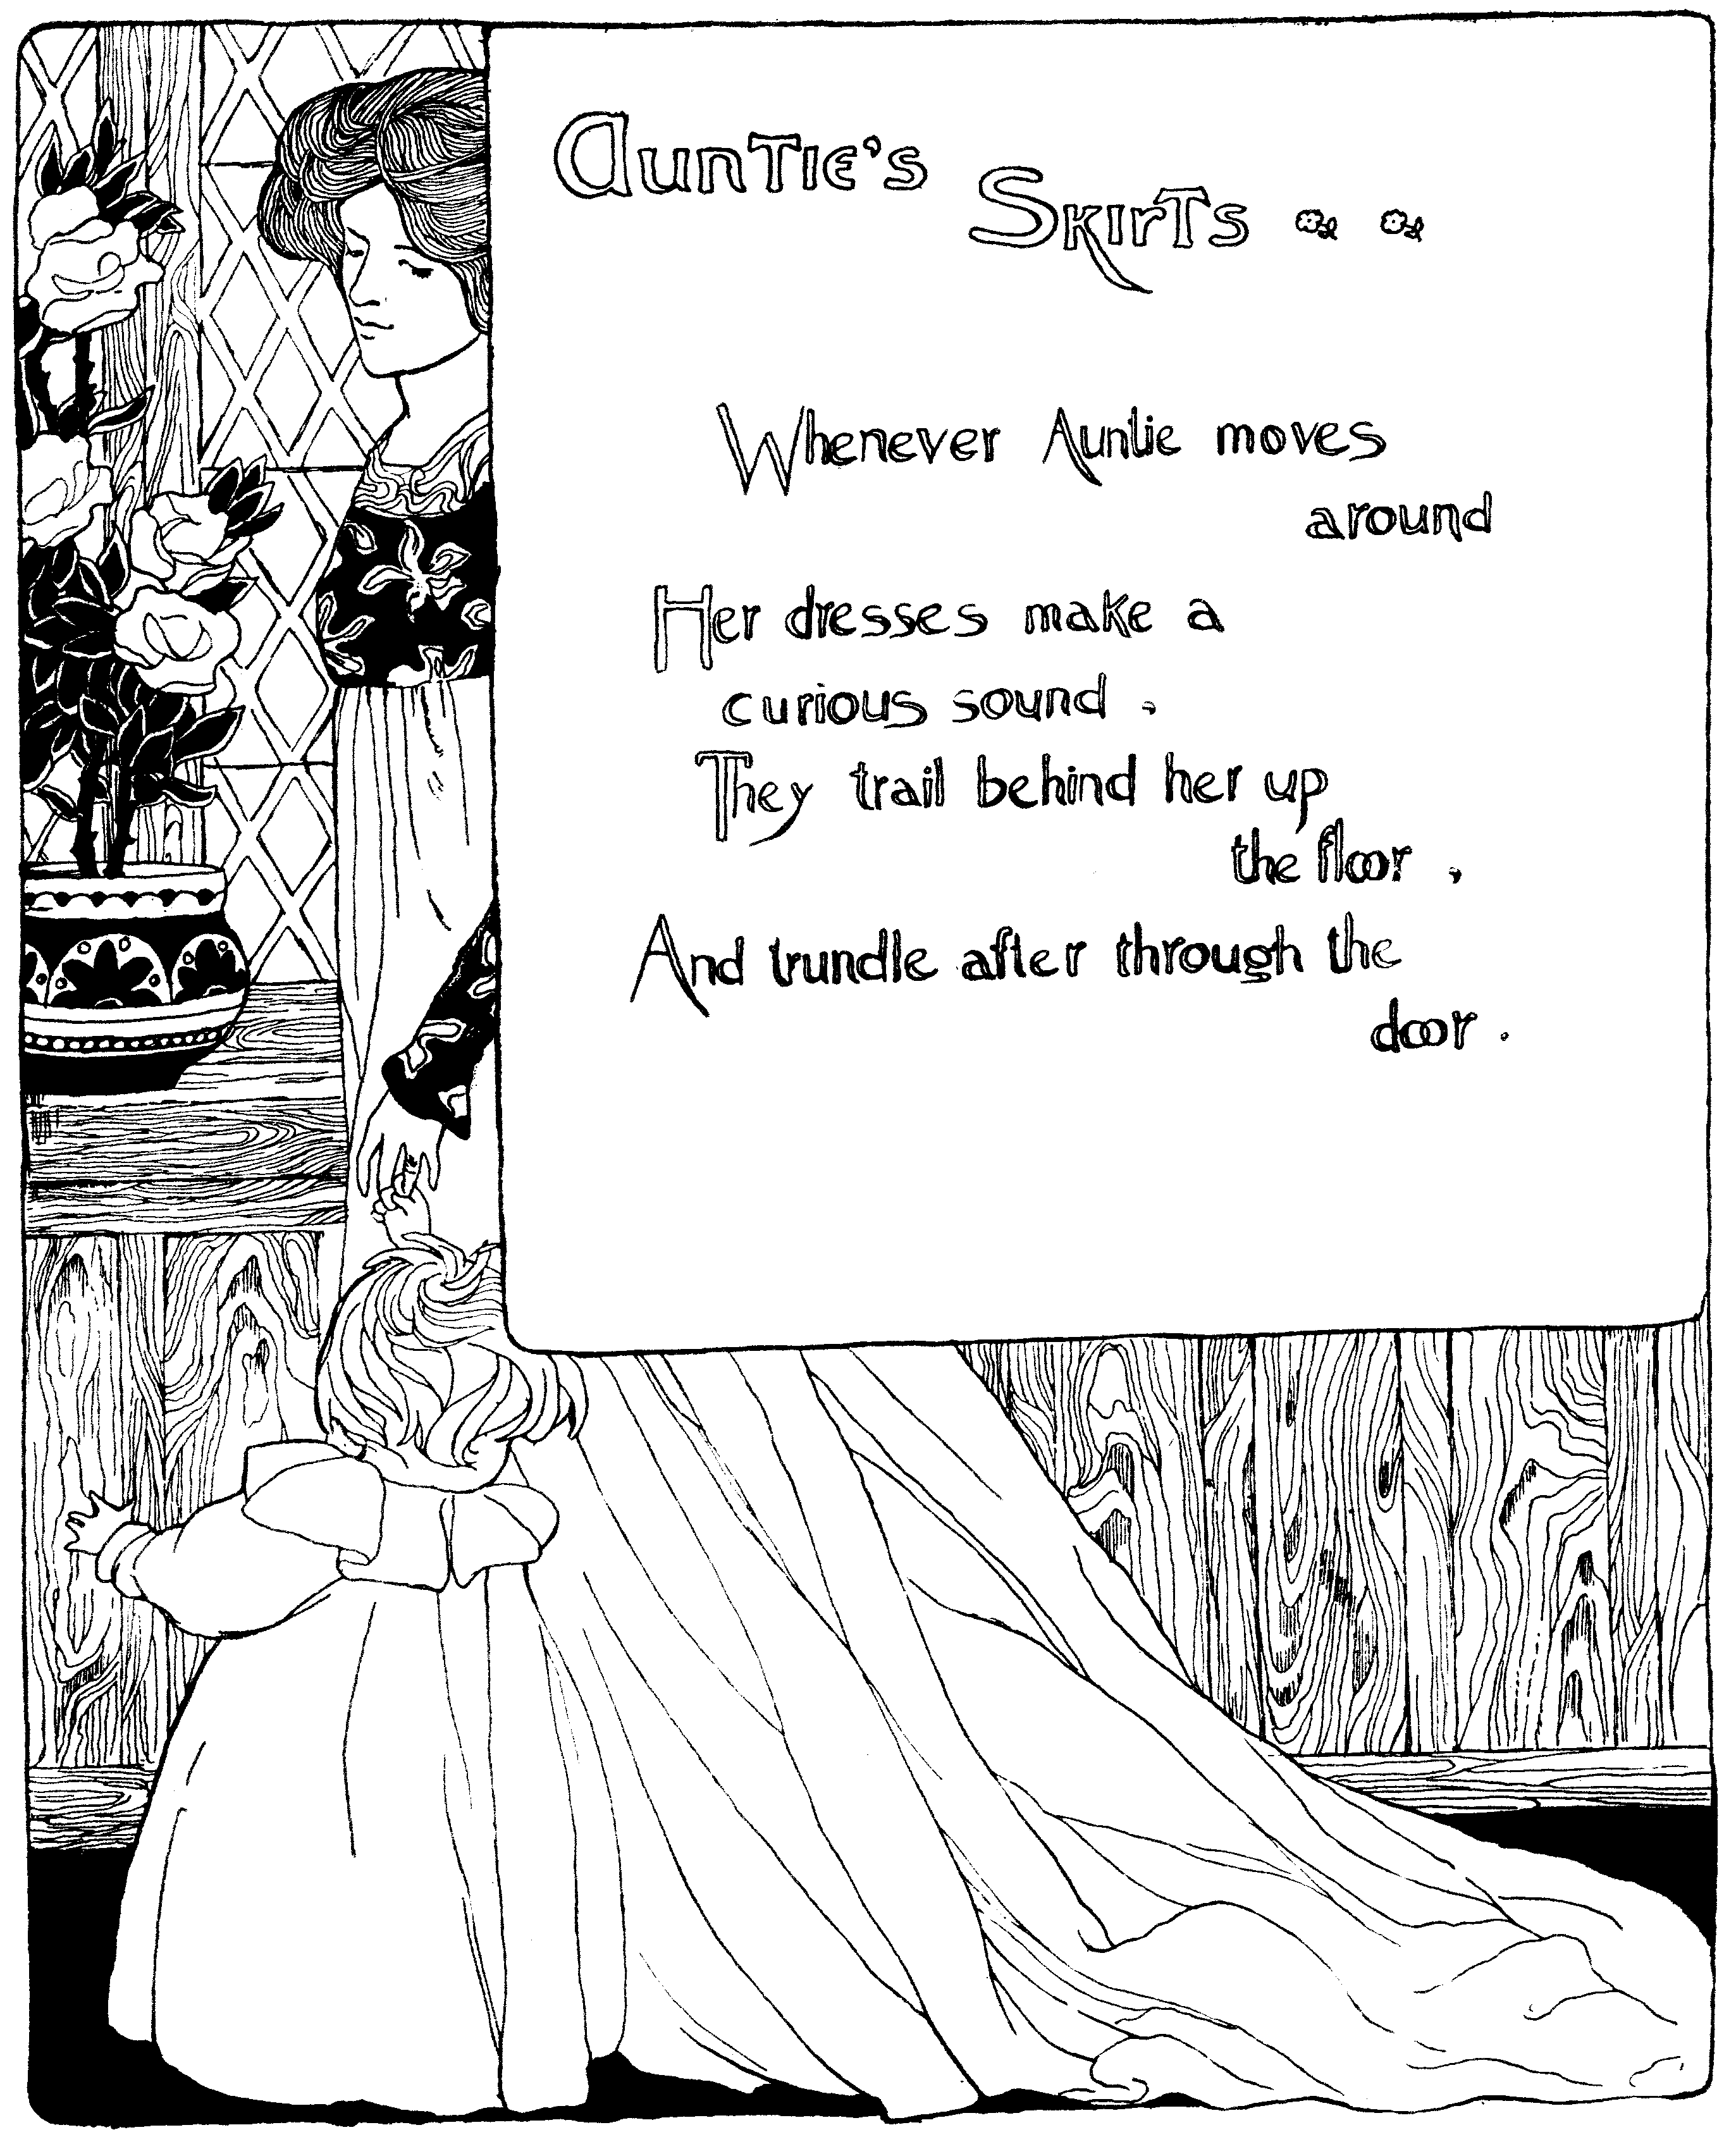 Auntie's
Skirts
Whenever Auntie moves
around
Her dresses make a
curious sound.
They trail behind her up
the floor,
And trundle after through the
door.